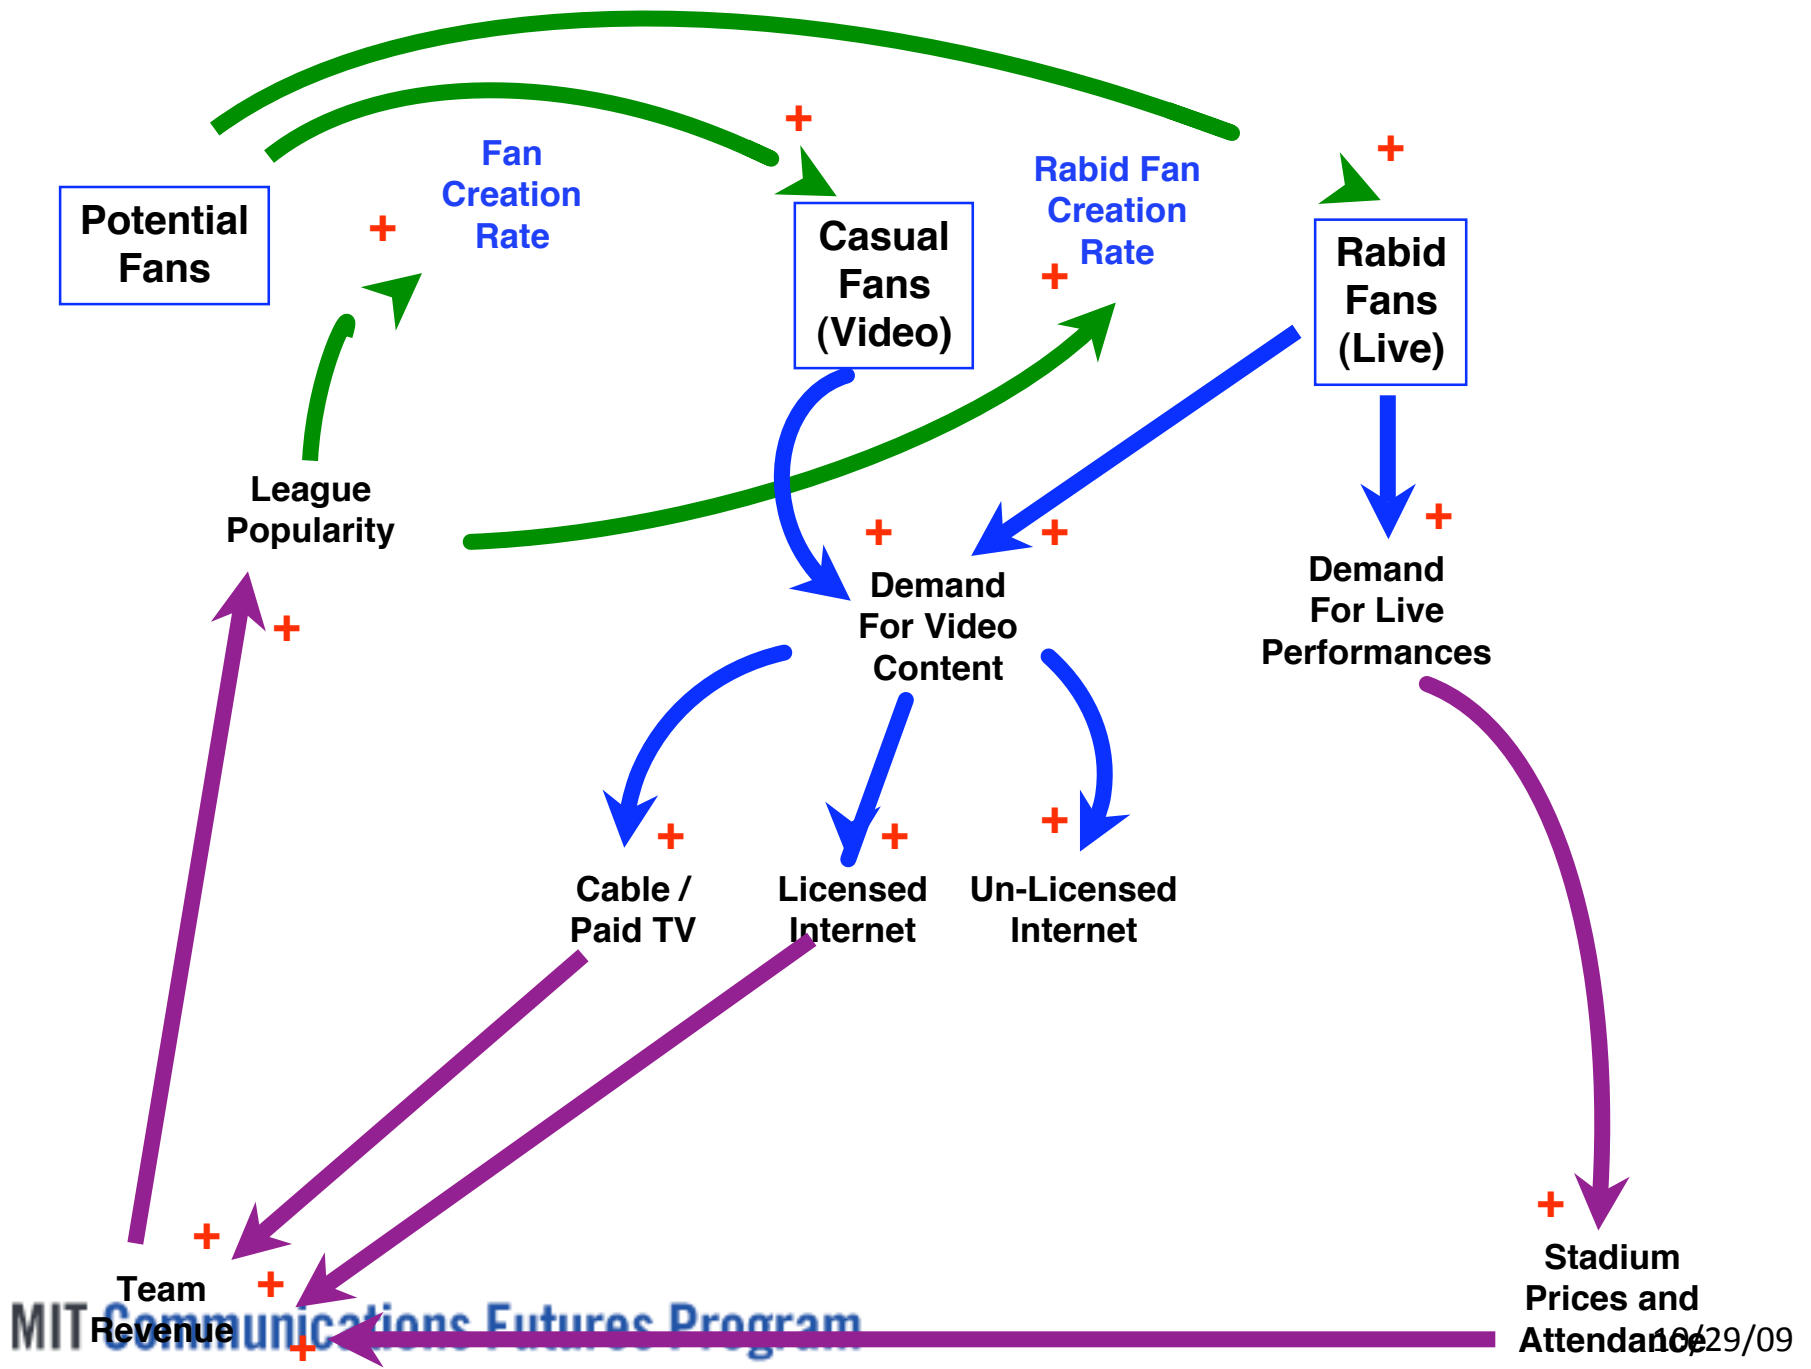 +
+
Fan
Creation
Rate
Rabid Fan
Creation
Rate
Potential
Fans
+
Casual
Fans
(Video)
+
Rabid
Fans
(Live)
League
Popularity
+
+
+
Demand
For Video
Content
Demand
For Live
Performances
+
+
+
+
Cable /
Paid TV
Licensed
Internet
Un-Licensed
Internet
+
+
+
+
Team
Revenue
MIT Communications Futures Program
Stadium
Prices and
Attendance
10/29/09